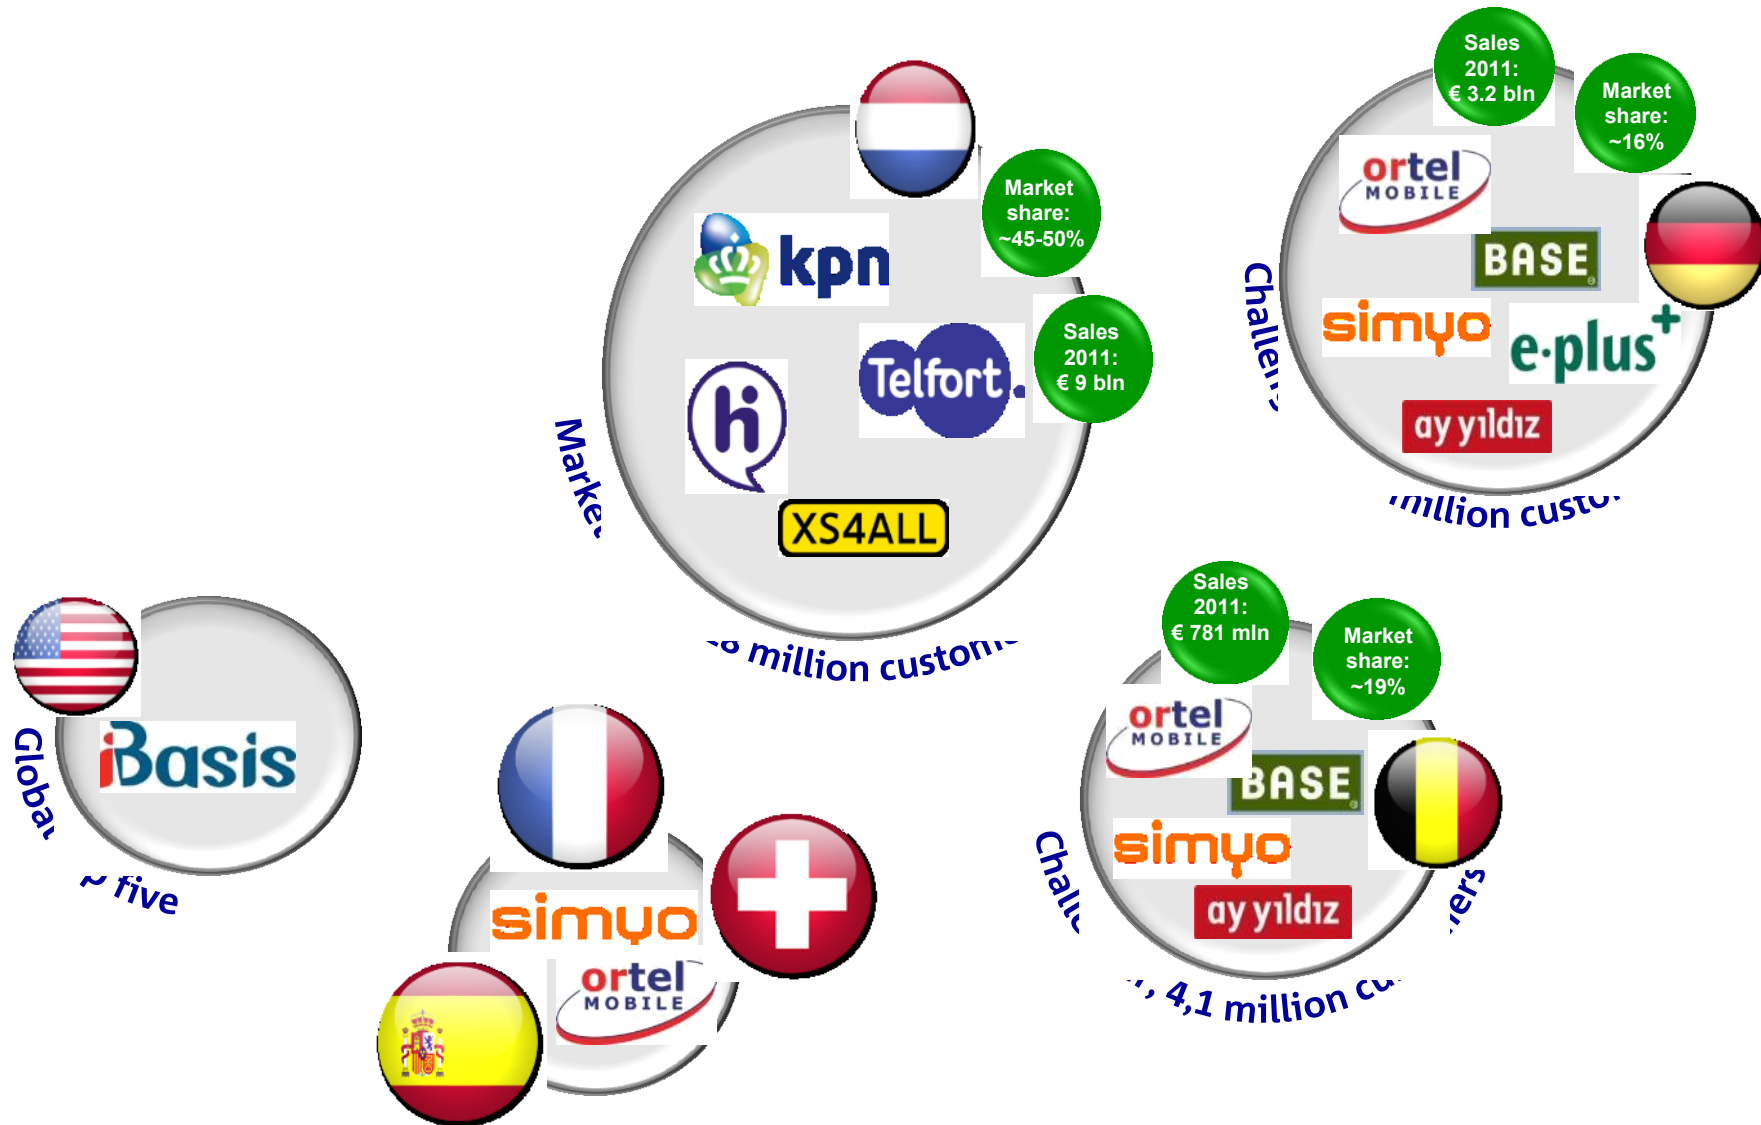 Market
share:
~45-50%
kpn
Sales
2011:
€ 9 bln
Telfort.
hi
XS4ALL
million
Sales
2011:
€ 3.2 bln
Market
share:
~16%
ortel
MOBILE
BASE
simyo
e·plus+
ay yıldız
million
Sales
2011:
€ 781 mln
Market
share:
~19%
ortel
MOBILE
BASE
simyo
ay yıldız
4,1 million
iBasis
five
simyo
ortel
MOBILE